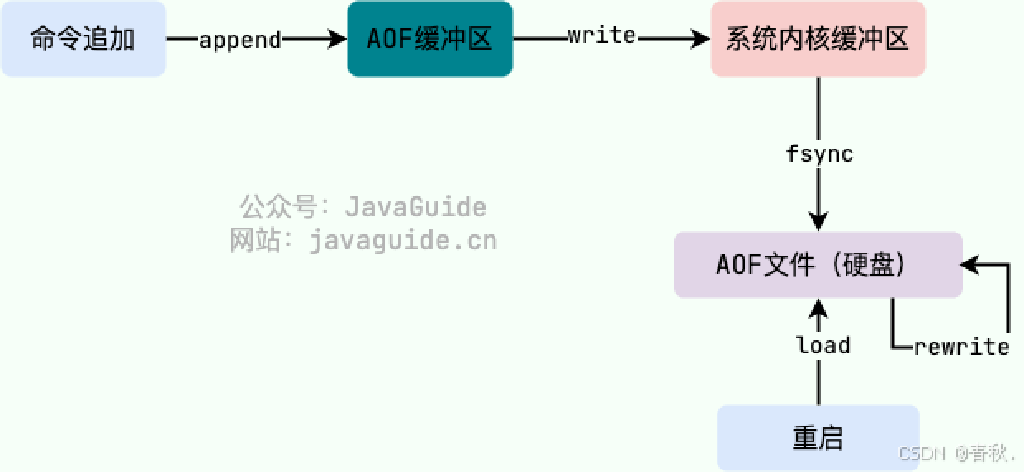 命令追加
append
AOF缓冲区
write
系统内核缓冲区
fsync
公众号：JavaGuide
网站：javaguide.cn
AOF文件（硬盘）
load
rewrite
重启
CSDN @春秋.